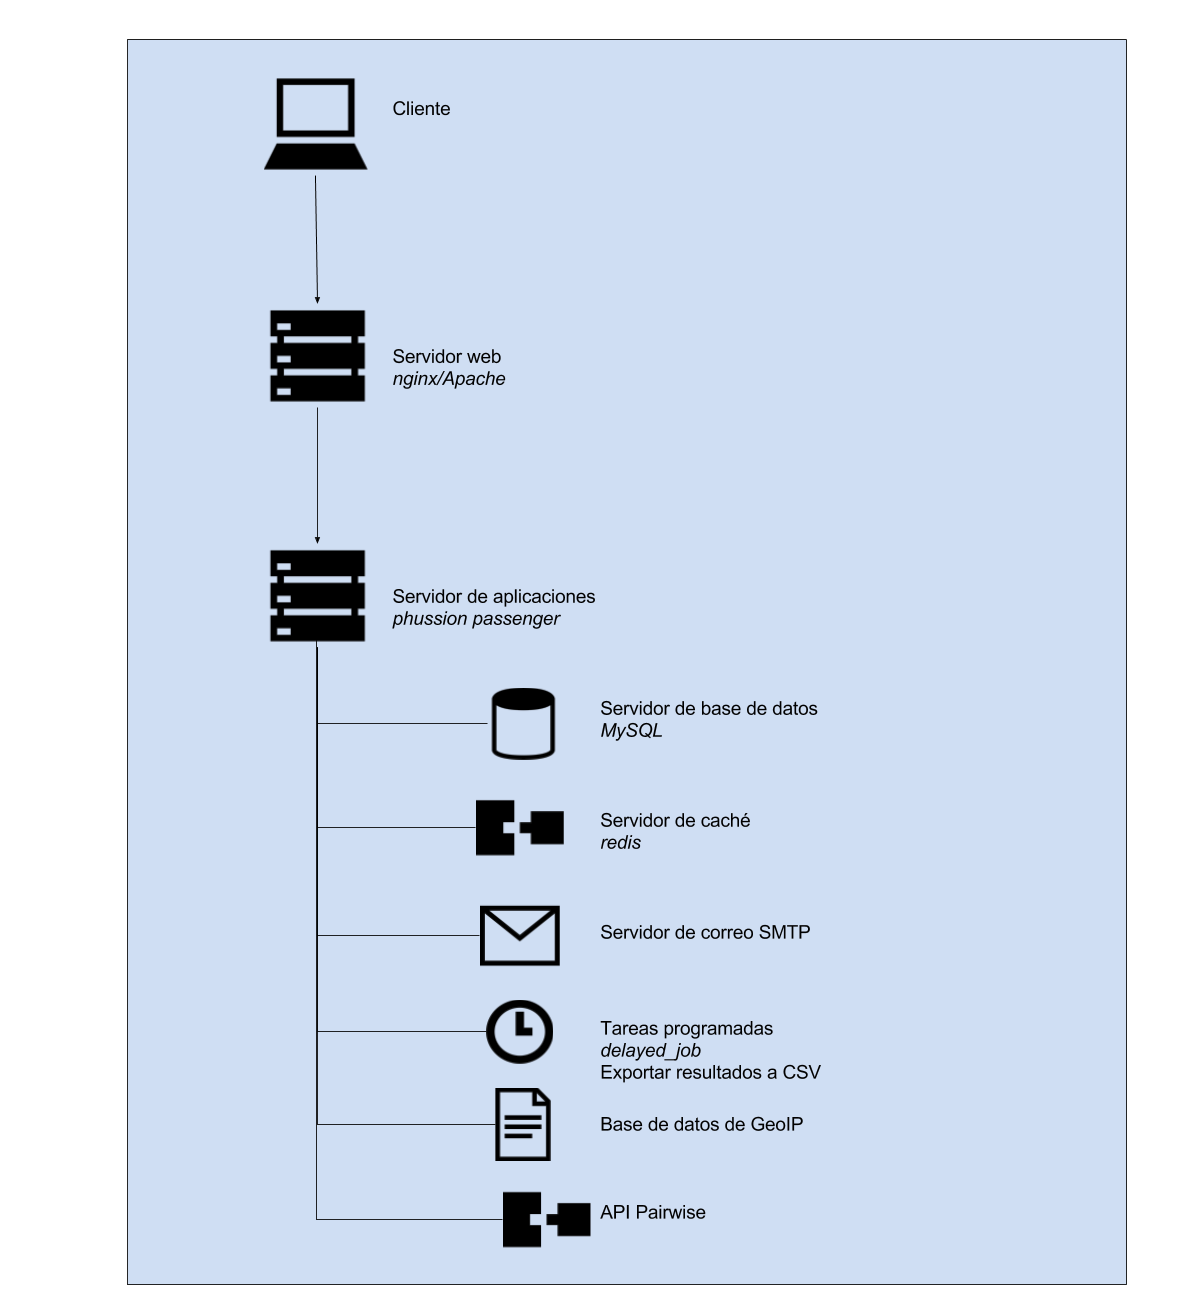 Cliente
Servidor web
nginx/Apache
Servidor de aplicaciones
phussion passenger
Servidor de base de datos
MySQL
Servidor de caché
redis
Servidor de correo SMTP
Tareas programadas
delayed_job
Exportar resultados a CSV
Base de datos de GeoIP
API Pairwise